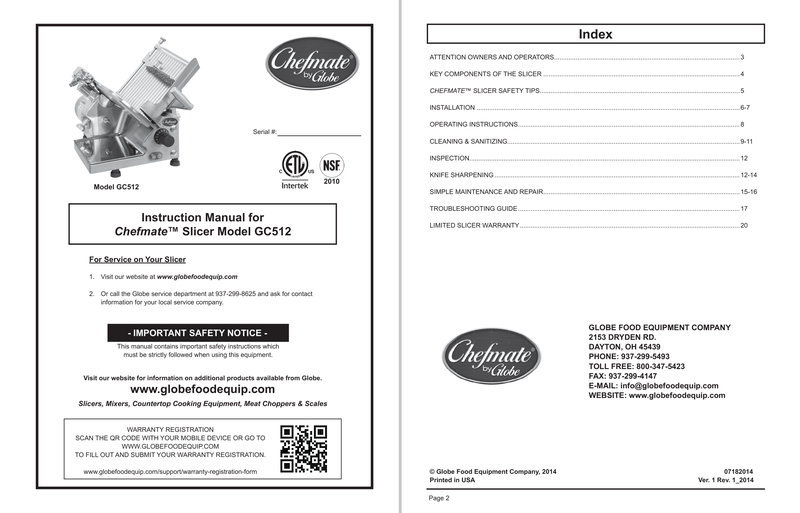 Chefmate®
by Globe
Serial #:
C ETL US
Intertek
NSF
2010
Model GC512
Instruction Manual for
Chefmate™ Slicer Model GC512
For Service on Your Slicer
1. Visit our website at www.globefoodequip.com
2. Or call the Globe service department at 937-299-8625 and ask for contact
information for your local service company.
- IMPORTANT SAFETY NOTICE -
This manual contains important safety instructions which
must be strictly followed when using this equipment.
Visit our website for information on additional products available from Globe.
www.globefoodequip.com
Slicers, Mixers, Countertop Cooking Equipment, Meat Choppers & Scales
WARRANTY REGISTRATION
SCAN THE QR CODE WITH YOUR MOBILE DEVICE OR GO TO
WWW.GLOBEFOODEQUIP.COM
TO FILL OUT AND SUBMIT YOUR WARRANTY REGISTRATION.
www.globefoodequip.com/support/warranty-registration-form
Index
ATTENTION OWNERS AND OPERATORS 3
KEY COMPONENTS OF THE SLICER 4
CHEFMATE™ SLICER SAFETY TIPS 5
INSTALLATION 6-7
OPERATING INSTRUCTIONS 8
CLEANING & SANITIZING 9-11
INSPECTION 12
KNIFE SHARPENING 12-14
SIMPLE MAINTENANCE AND REPAIR 15-16
TROUBLESHOOTING GUIDE 17
LIMITED SLICER WARRANTY 20
Chefmate®
by Globe
GLOBE FOOD EQUIPMENT COMPANY
2153 DRYDEN RD.
DAYTON, OH 45439
PHONE: 937-299-5493
TOLL FREE: 800-347-5423
FAX: 937-299-4147
E-MAIL: info@globefoodequip.com
WEBSITE: www.globefoodequip.com
© Globe Food Equipment Company, 2014 07182014
Printed in USA Ver. 1 Rev. 1_2014
Page 2